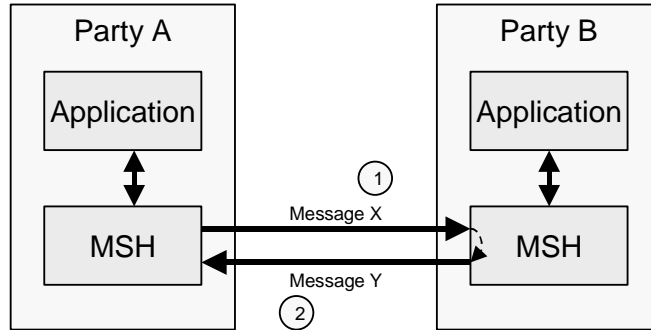 Party A
Party B
Application
Application
1
Message X
MSH
MSH
Message Y
2